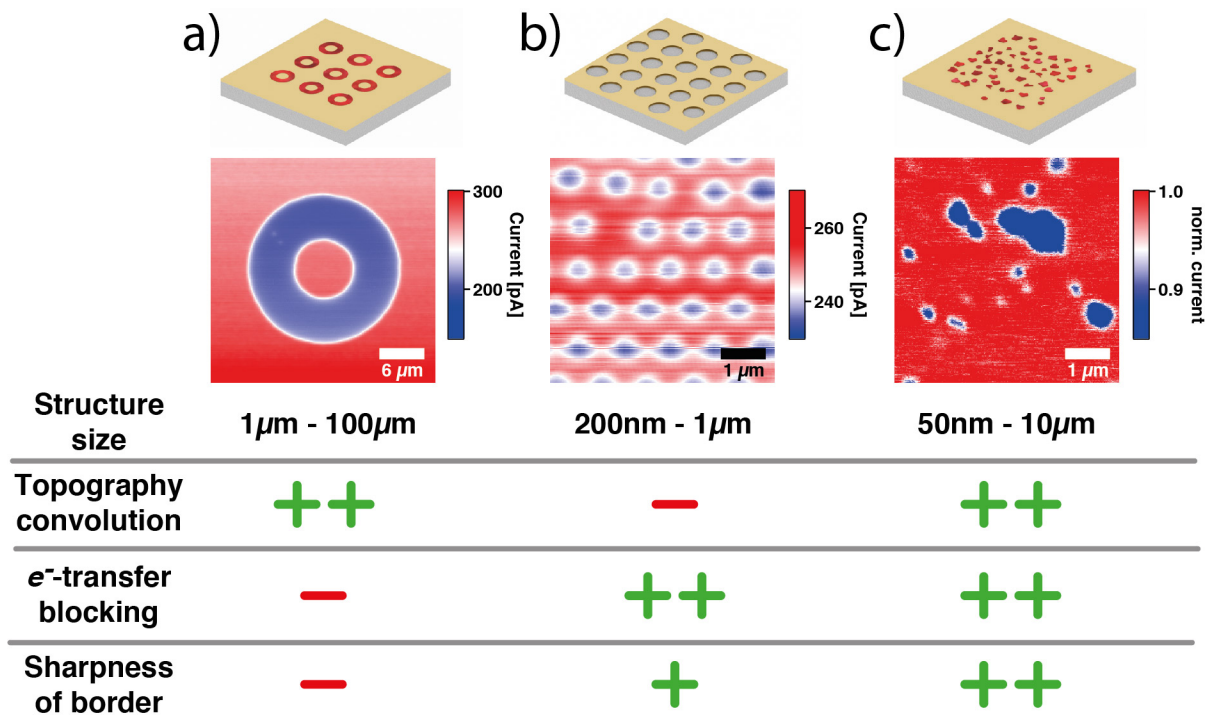 a)
b)
c)
300
200
Current [pA]
6 µm
260
240
Current [pA]
1 µm
1.0
0.9
norm. current
1 µm
Structure
size
1µm - 100µm
200nm - 1µm
50nm - 10µm
Topography
convolution
++
−
++
e⁻-transfer
blocking
−
++
++
Sharpness
of border
−
+
++